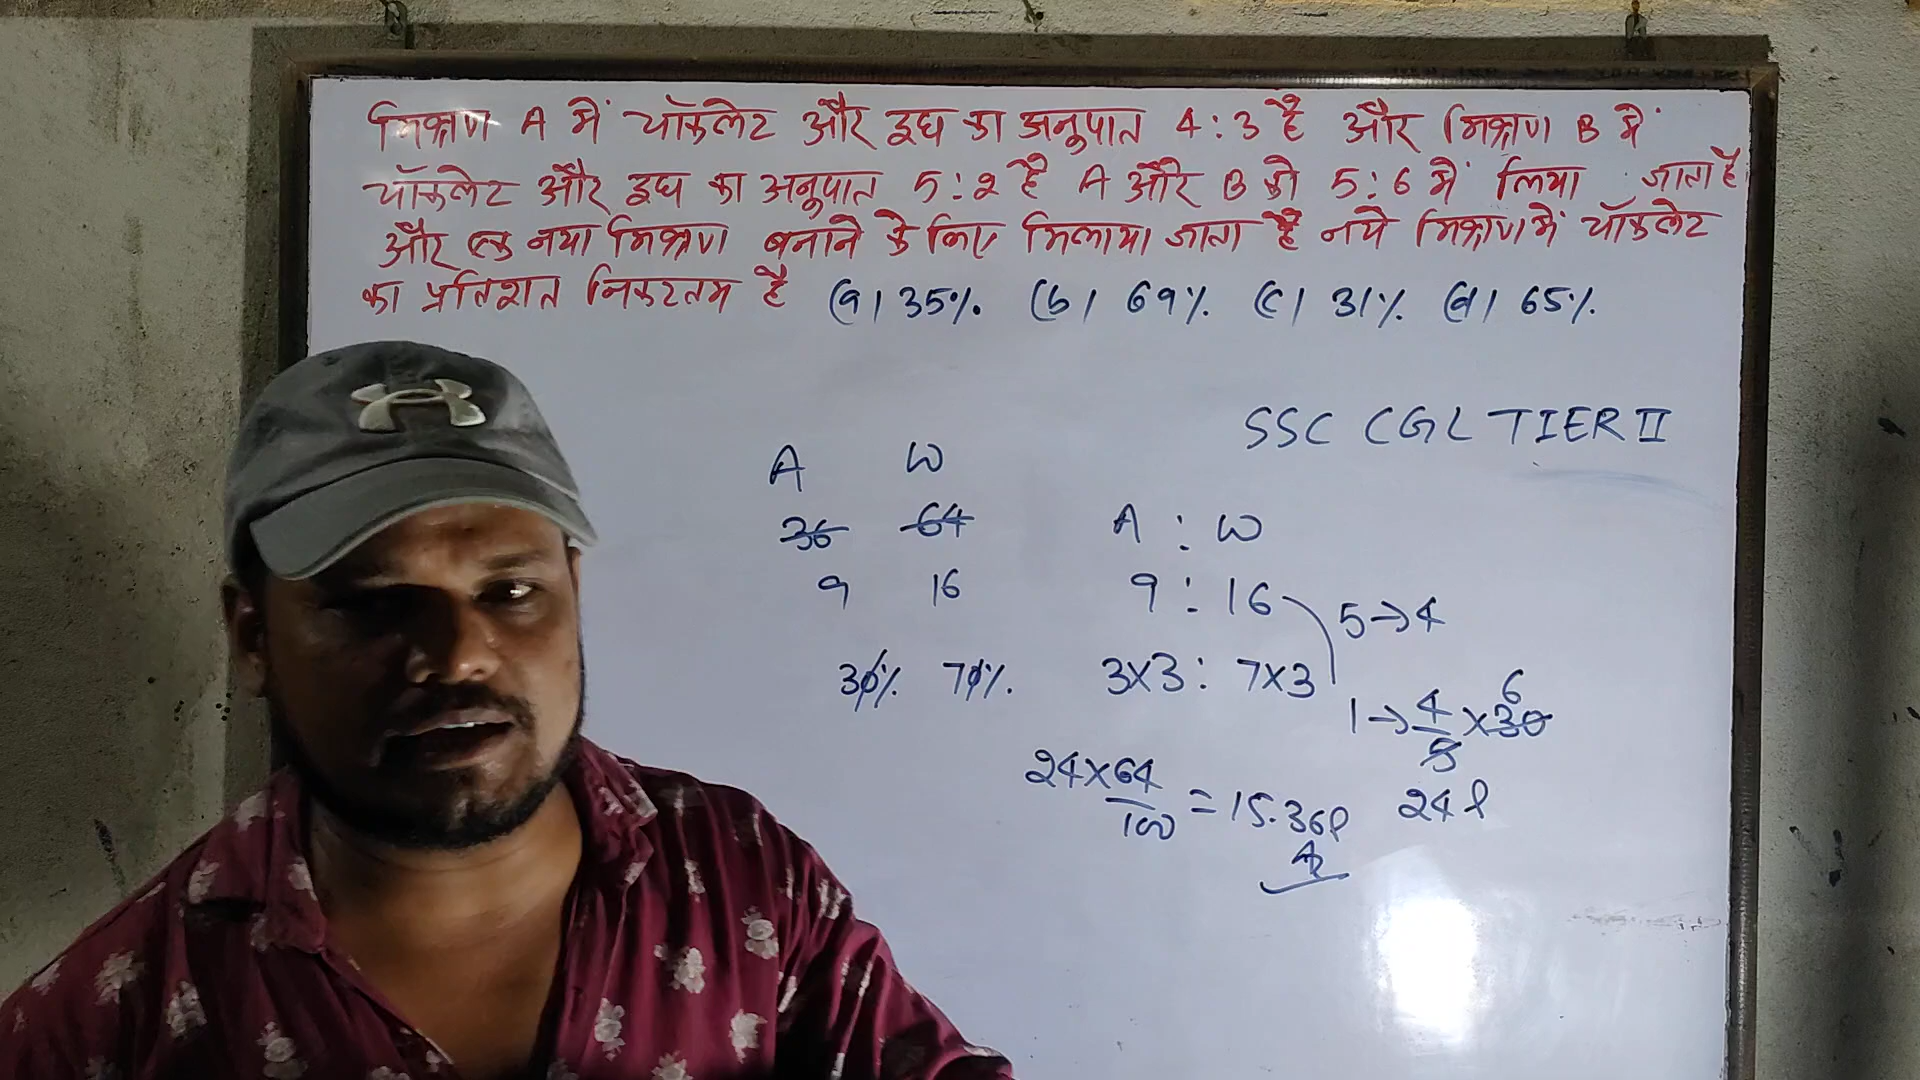 मिश्रण A में चॉकलेट और दूध का अनुपात 4:3 है और मिश्रण B में
चॉकलेट और दूध का अनुपात 5:2 है A और B को 5:6 में लिया जाता है
और एक नया मिश्रण बनाने के लिए मिलाया जाता है नये मिश्रण में चॉकलेट
का प्रतिशत निकटतम है (a) 35% (b) 69% (c) 31% (d) 65%
SSC CGL TIER II
A W
36 64
9 16
30% 70%
A : W
9 : 16
3×3 : 7×3
5→4
1→4/5×30
6
24 l
24×64/100 = 15.36 l
A